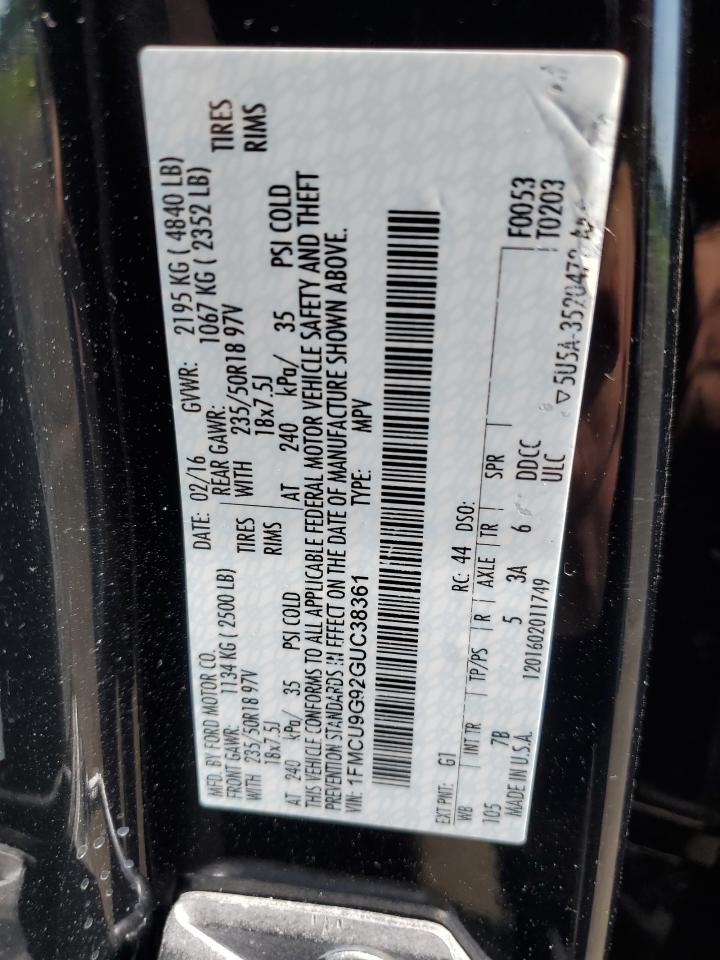 MFD. BY FORD MOTOR CO. DATE: 02/16 GVWR: 2195 KG ( 4840 LB)
FRONT GAWR: 1134 KG ( 2500 LB) REAR GAWR: 1067 KG ( 2352 LB)
WITH 235/50R18 97V TIRES WITH 235/50R18 97V TIRES
18x7.5J RIMS 18x7.5J RIMS
AT 240 kPa/ 35 PSI COLD AT 240 kPa/ 35 PSI COLD
THIS VEHICLE CONFORMS TO ALL APPLICABLE FEDERAL MOTOR VEHICLE SAFETY AND THEFT
PREVENTION STANDARDS IN EFFECT ON THE DATE OF MANUFACTURE SHOWN ABOVE.
VIN: 1FMCU9G92GUC38361 TYPE: MPV
EXT PNT: G1 RC: 44 DSO: F0053
WB INT TR TP/PS R AXLE TR SPR T0203
105 7B 5 3A 6 DDCC
MADE IN U.S.A. 1201602011749 ULC
▽5U5A-3520472